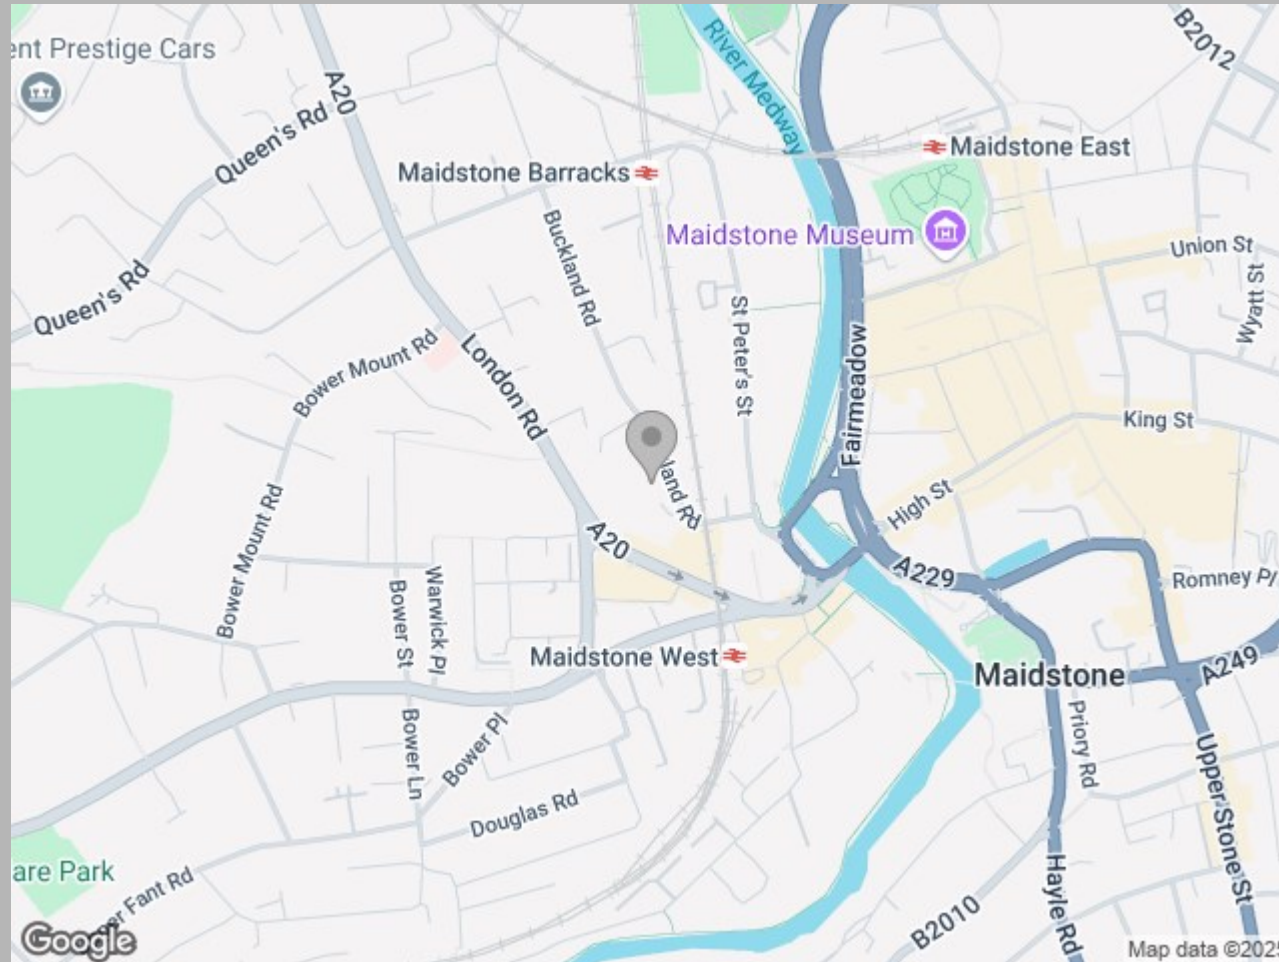 ent Prestige Cars
A20
Queen's Rd
Queen's Rd
River Medway
B2012
Maidstone East
Maidstone Barracks
Maidstone Museum
Buckland Rd
Union St
Wyatt St
St Peter's St
Bower Mount Rd
London Rd
Fairmeadow
King St
land Rd
High St
Bower Mount Rd
A20
A229
Romney Pl
Warwick Pl
Bower St
Maidstone West
Maidstone
A249
Priory Rd
Bower Ln
Bower Pl
Upper Stone St
Douglas Rd
are Park
er Fant Rd
Hayle Rd
B2010
Google
Map data ©2025